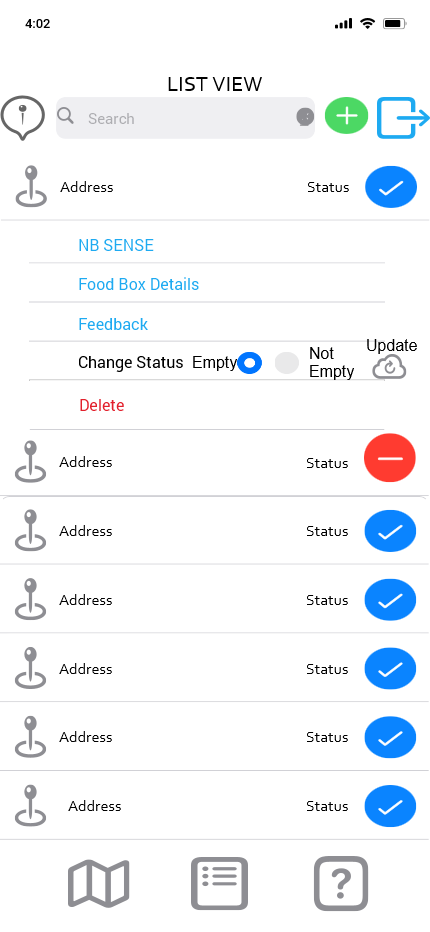 4:02
LIST VIEW
Search
Address Status
NB SENSE
Food Box Details
Feedback
Change Status Empty Not Empty Update
Delete
Address Status
Address Status
Address Status
Address Status
Address Status
Address Status
?